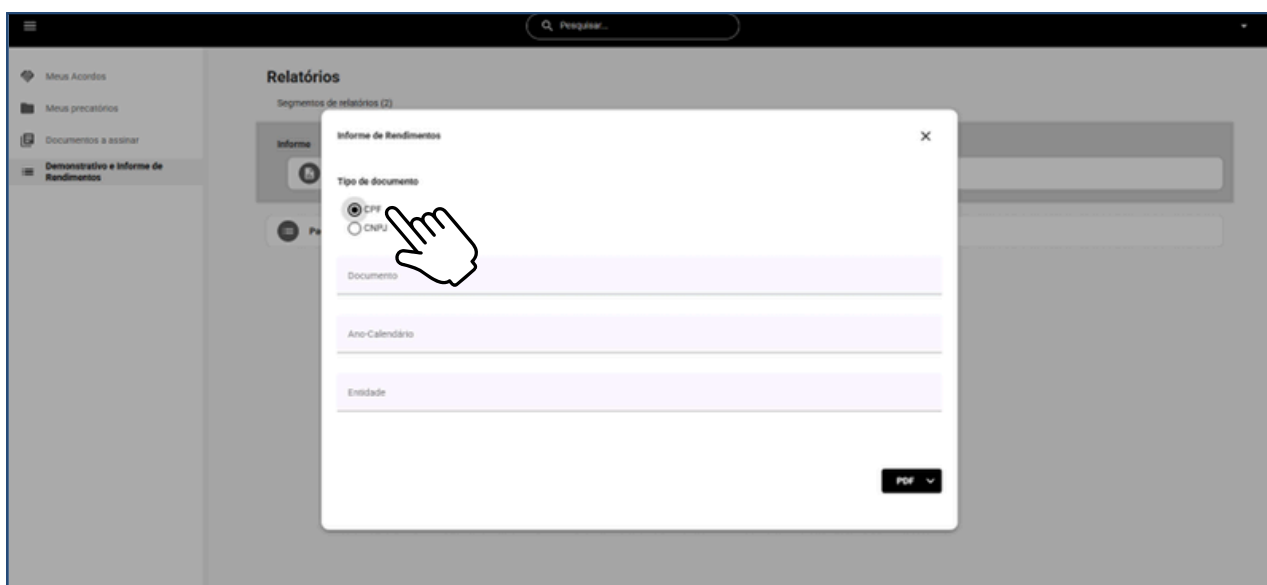 Pesquisar...
Meus Acordos
Meus precatórios
Documentos a assinar
Demonstrativo e Informe de
Rendimentos
Relatórios
Segmentos de relatórios (2)
Informe
Informe de Rendimentos
Tipo de documento
CPF
CNPJ
Documento
Ano-Calendário
Entidade
PDF